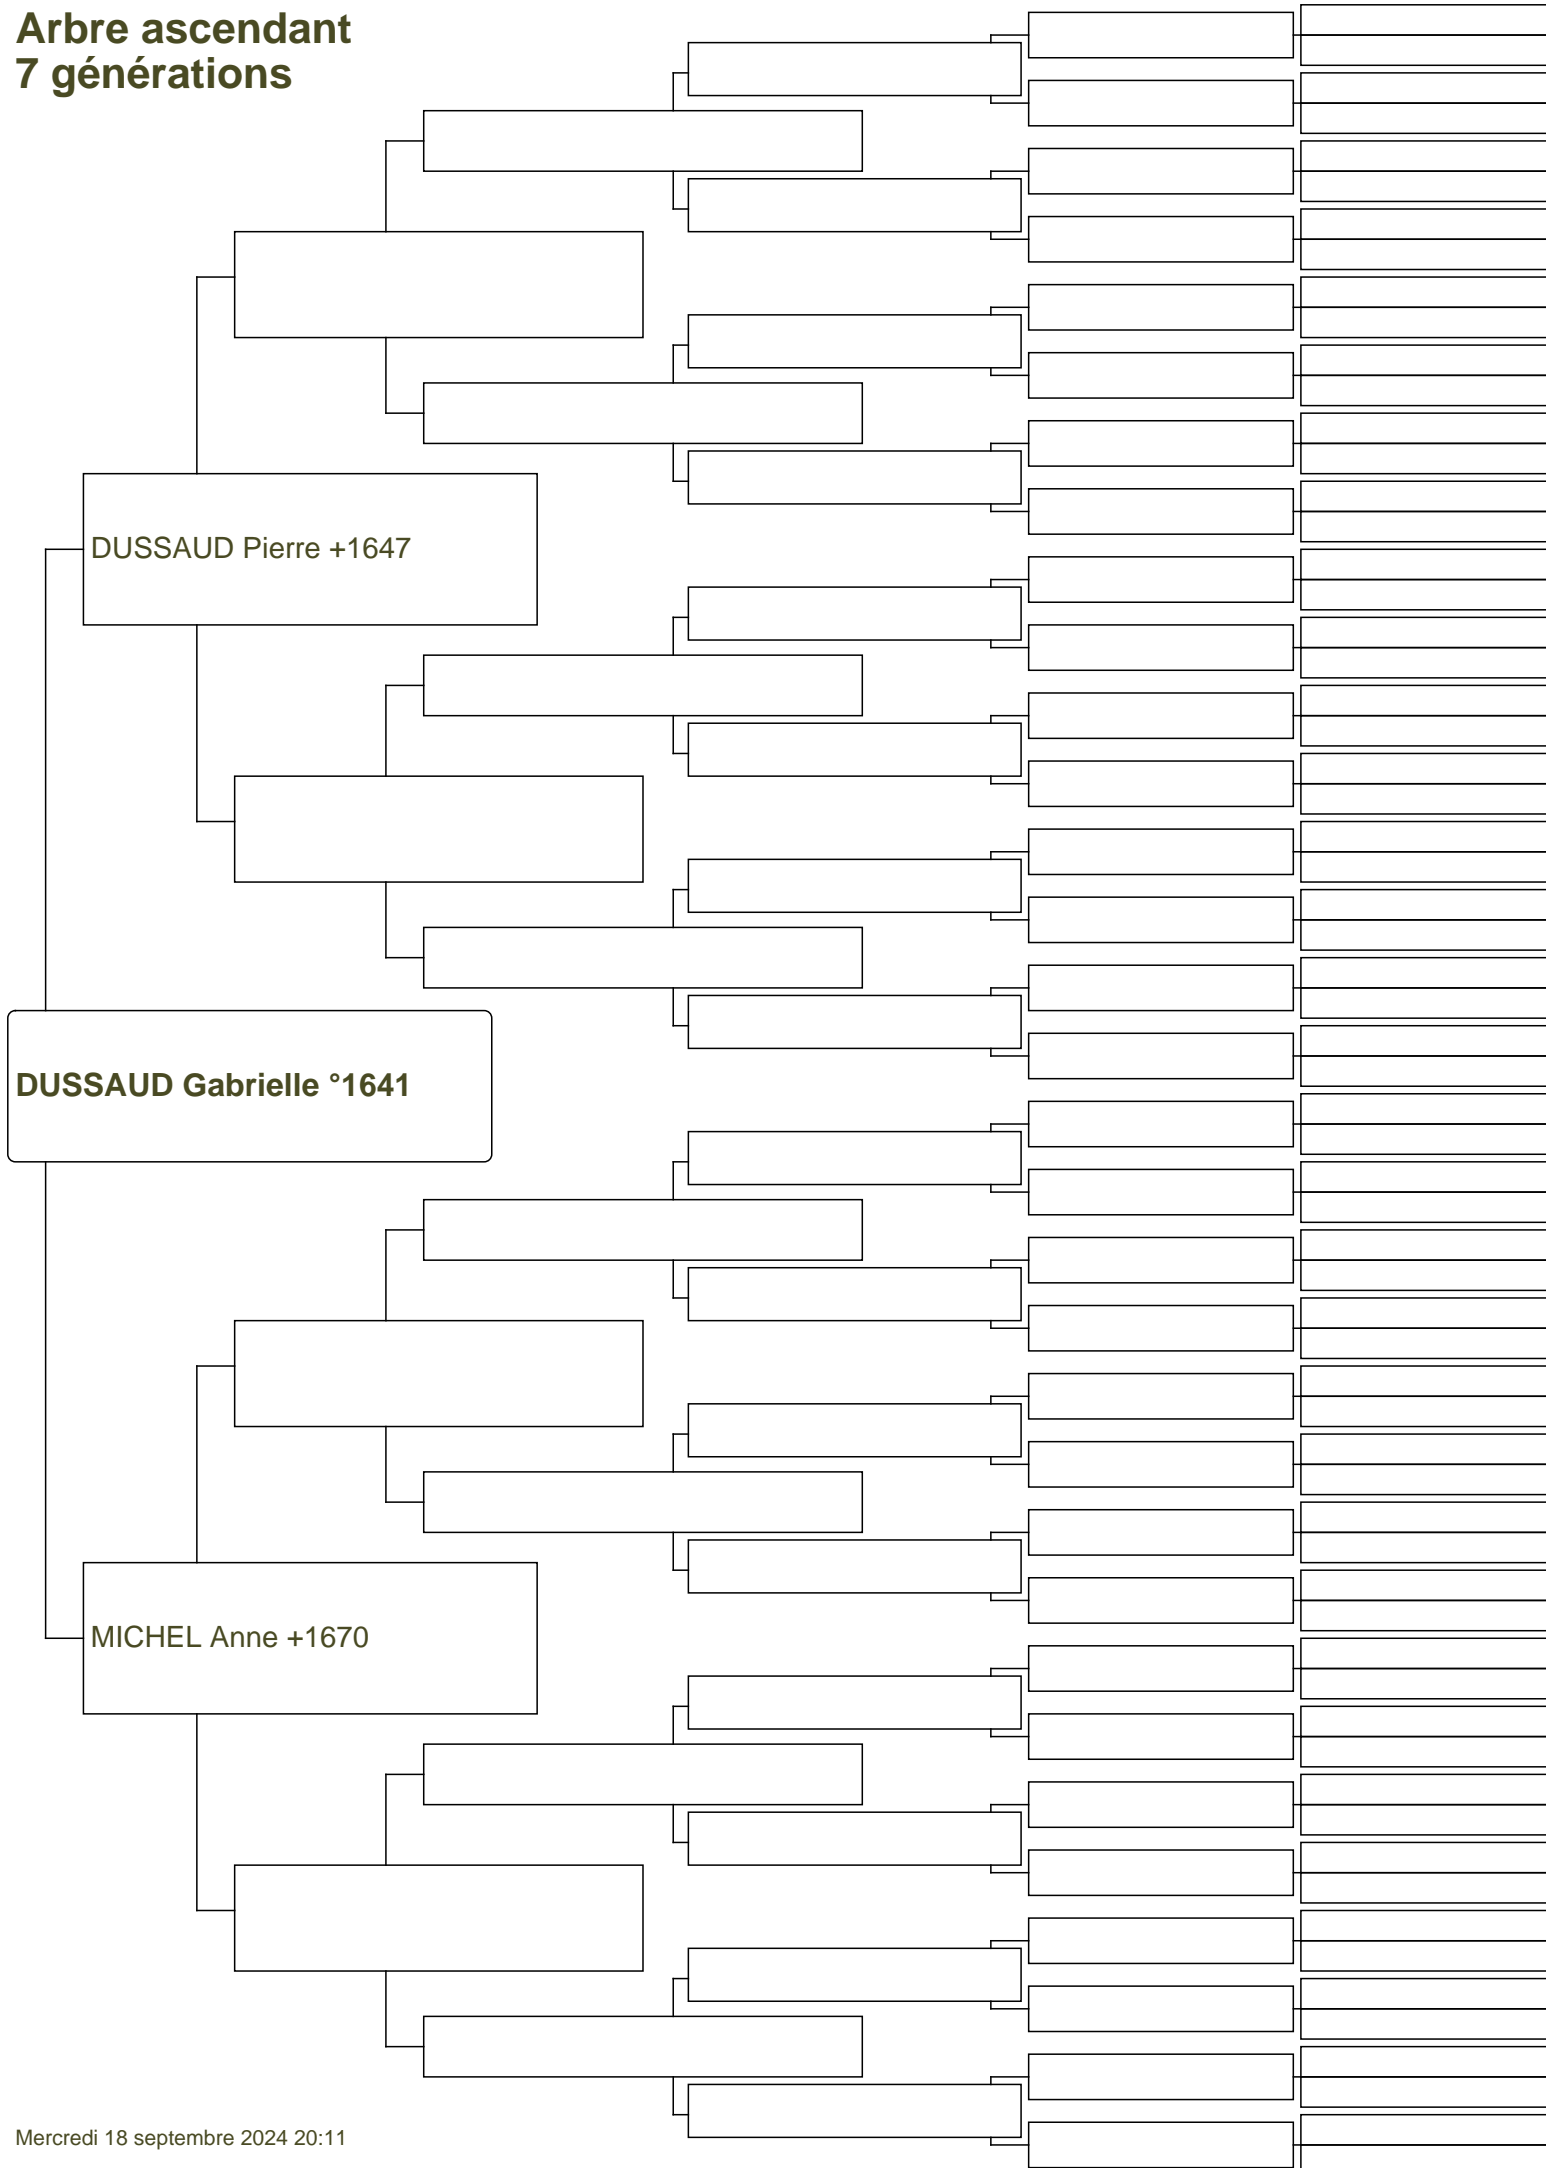 Arbre ascendant
7 générations
DUSSAUD Pierre +1647
DUSSAUD Gabrielle °1641
MICHEL Anne +1670
Mercredi 18 septembre 2024 20:11